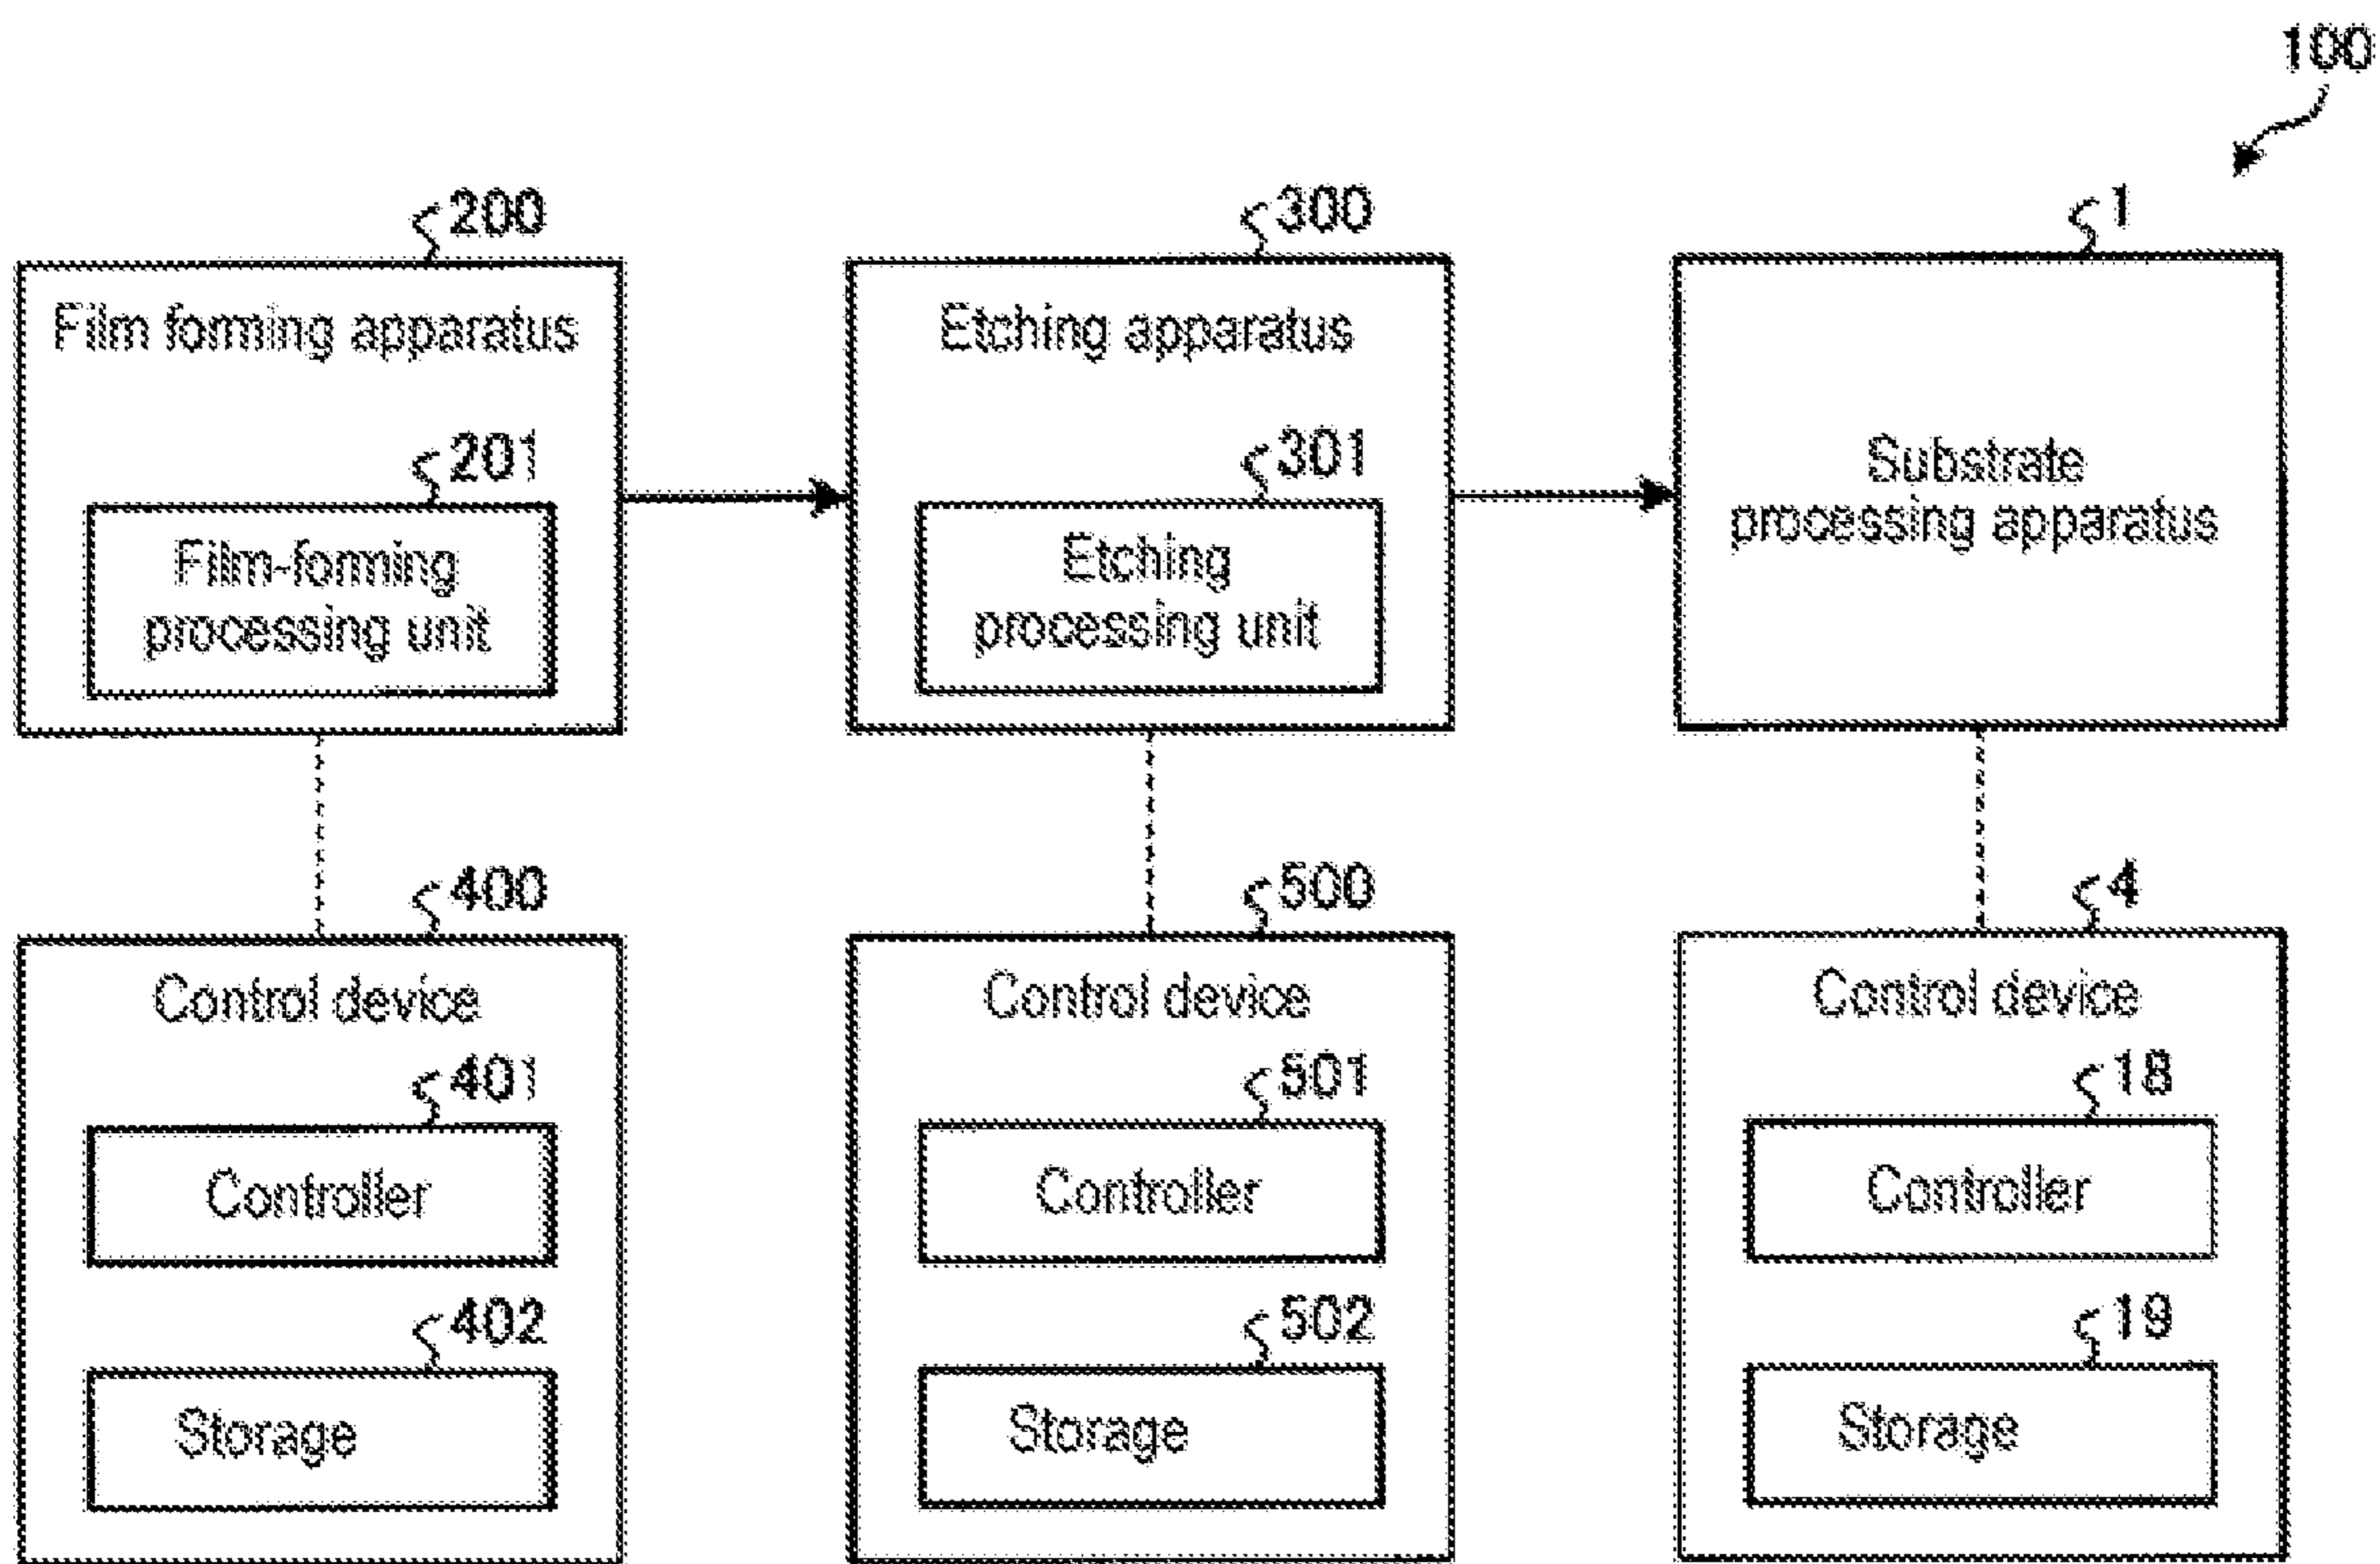 100
200
300
1
Film forming apparatus
Etching apparatus
Substrate
processing apparatus
201
301
Film-forming
processing unit
Etching
processing unit
400
500
4
Control device
Control device
Control device
401
501
18
Controller
Controller
Controller
402
502
19
Storage
Storage
Storage